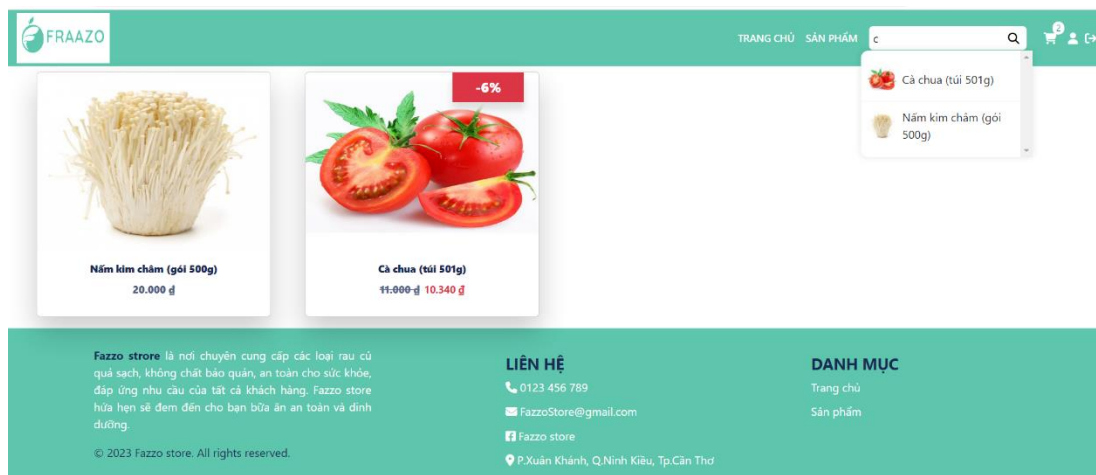 FRAAZO
TRANG CHỦ SẢN PHẨM c 2
Cà chua (túi 501g)
Nấm kim châm (gói
500g)
-6%
Nấm kim châm (gói 500g)
20.000 ₫
Cà chua (túi 501g)
11.000 ₫ 10.340 ₫
Fazzo strore là nơi chuyên cung cấp các loại rau củ
quả sạch, không chất bảo quản, an toàn cho sức khỏe,
đáp ứng nhu cầu của tất cả khách hàng. Fazzo store
hứa hẹn sẽ đem đến cho bạn bữa ăn an toàn và dinh
dưỡng.
© 2023 Fazzo store. All rights reserved.
LIÊN HỆ
0123 456 789
FazzoStore@gmail.com
Fazzo store
P.Xuân Khánh, Q.Ninh Kiều, Tp.Cần Thơ
DANH MỤC
Trang chủ
Sản phẩm